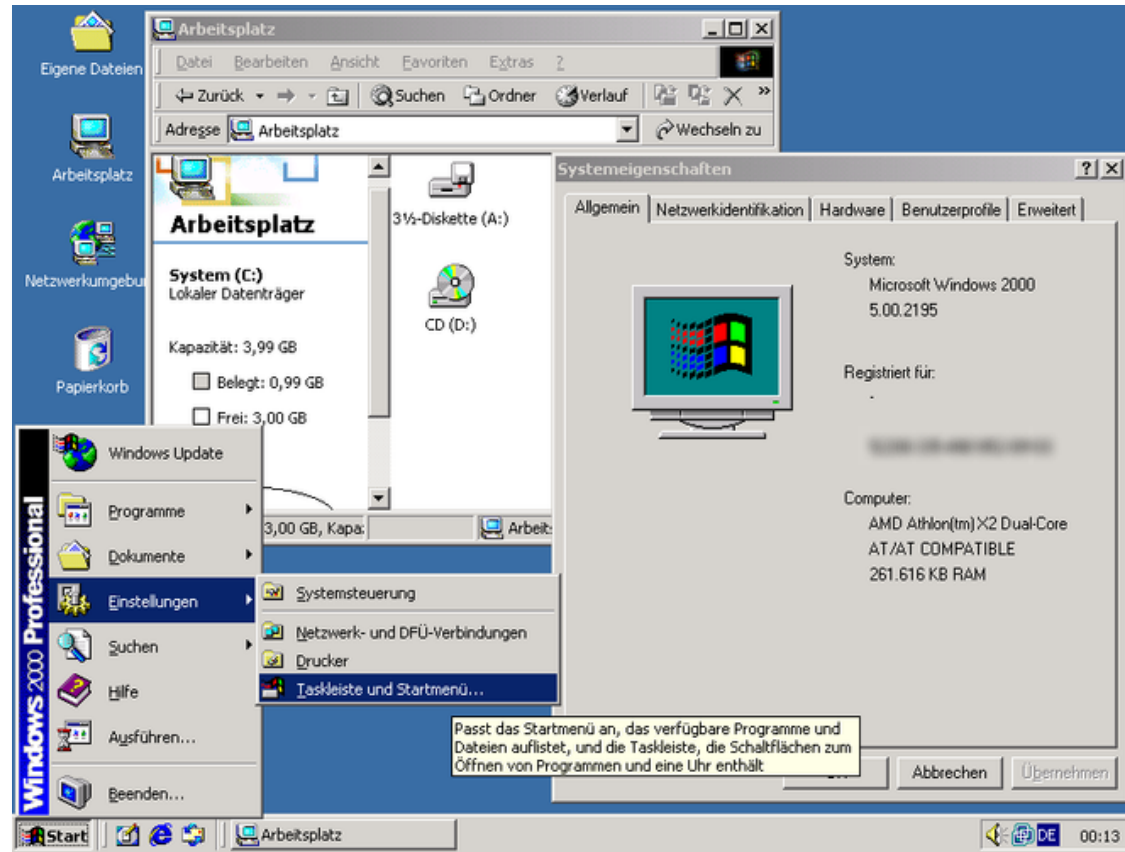 Eigene Dateien
Arbeitsplatz
Netzwerkumgebu
Papierkorb
Arbeitsplatz
Datei Bearbeiten Ansicht Favoriten Extras ?
Zurück Suchen Ordner Verlauf »
Adresse Arbeitsplatz Wechseln zu
Arbeitsplatz
System (C:)
Lokaler Datenträger
Kapazität: 3,99 GB
Belegt: 0,99 GB
Frei: 3,00 GB
3½-Diskette (A:)
CD (D:)
3,00 GB, Kapa: Arbeit
Systemeigenschaften
Allgemein Netzwerkidentifikation Hardware Benutzerprofile Erweitert
System:
Microsoft Windows 2000
5.00.2195
Registriert für:
-
Computer:
AMD Athlon(tm) X2 Dual-Core
AT/AT COMPATIBLE
261.616 KB RAM
Abbrechen Übernehmen
Windows 2000 Professional
Windows Update
Programme
Dokumente
Einstellungen
Suchen
Hilfe
Ausführen...
Beenden...
Systemsteuerung
Netzwerk- und DFÜ-Verbindungen
Drucker
Taskleiste und Startmenü...
Passt das Startmenü an, das verfügbare Programme und
Dateien auflistet, und die Taskleiste, die Schaltflächen zum
Öffnen von Programmen und eine Uhr enthält
Start Arbeitsplatz DE 00:13